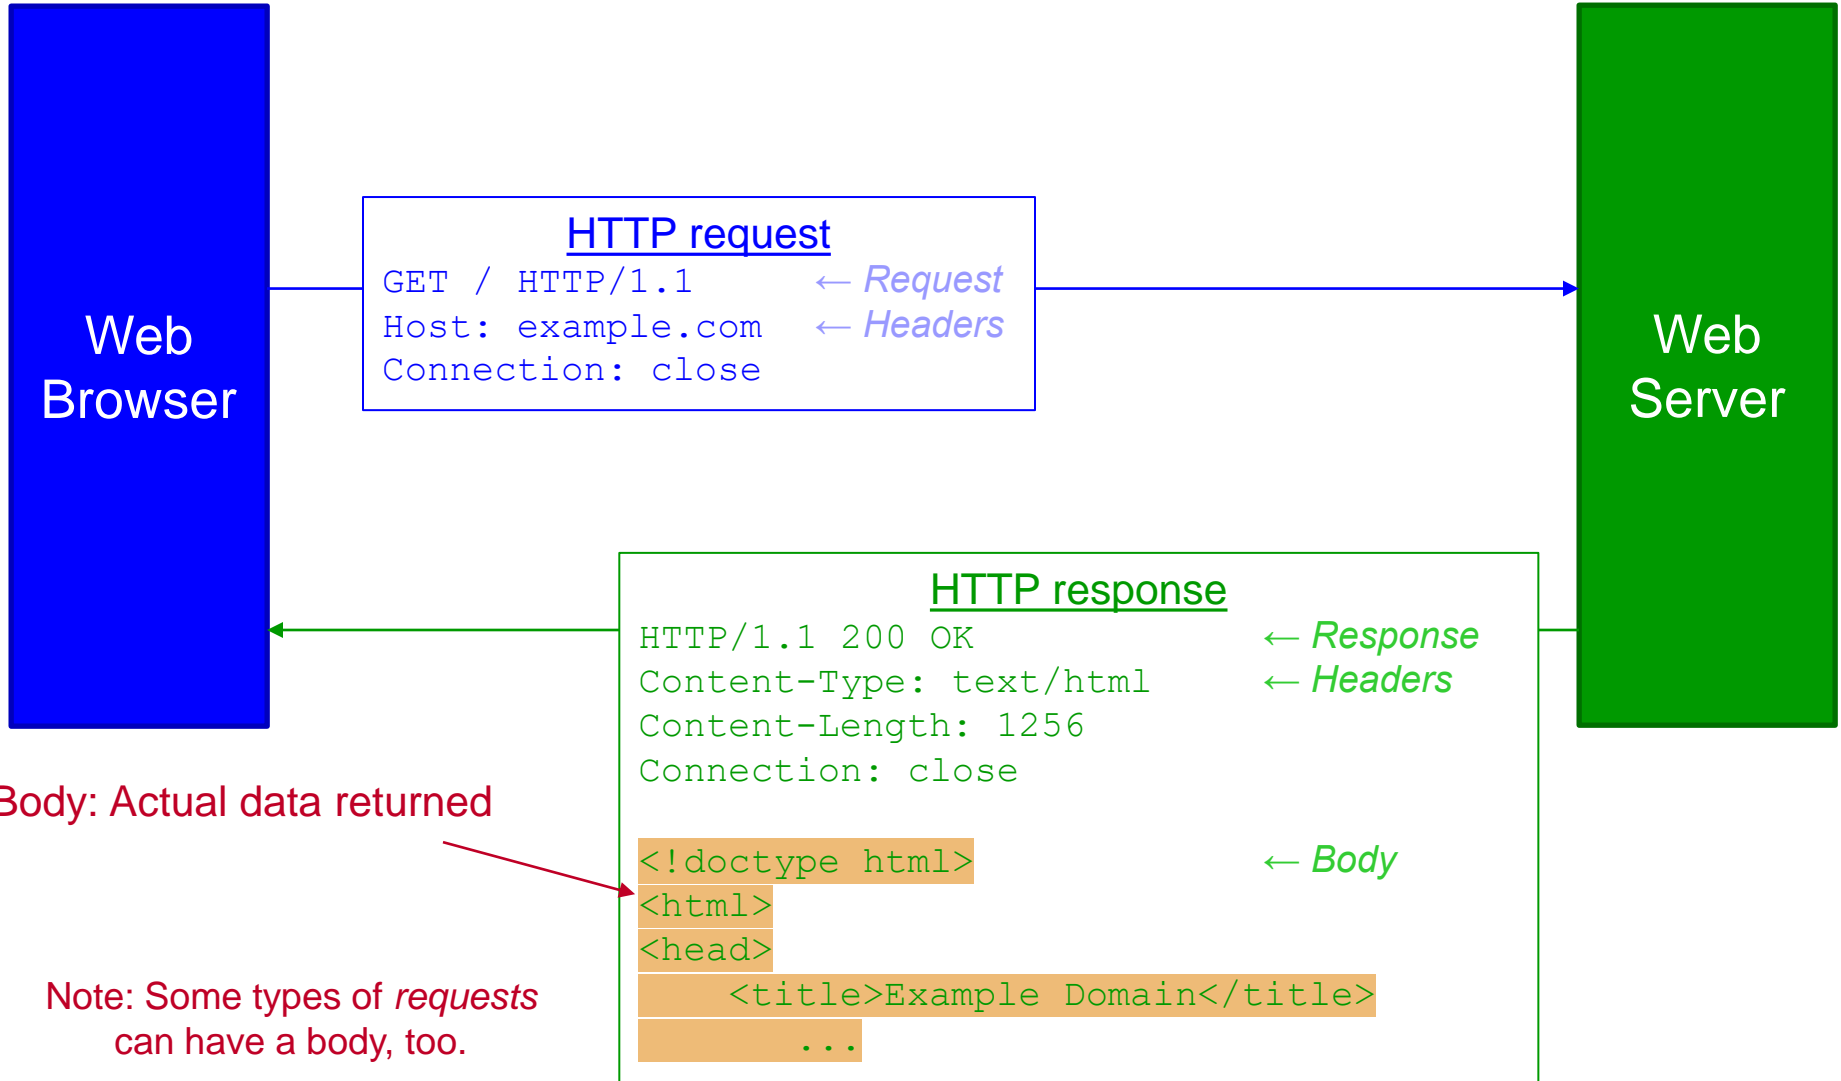 Web
Browser
HTTP request
GET / HTTP/1.1 ← Request
Host: example.com ← Headers
Connection: close
Web
Server
HTTP response
HTTP/1.1 200 OK ← Response
Content-Type: text/html ← Headers
Content-Length: 1256
Connection: close
Body: Actual data returned
<!doctype html> ← Body
<html>
<head>
<title>Example Domain</title>
...
Note: Some types of requests
can have a body, too.